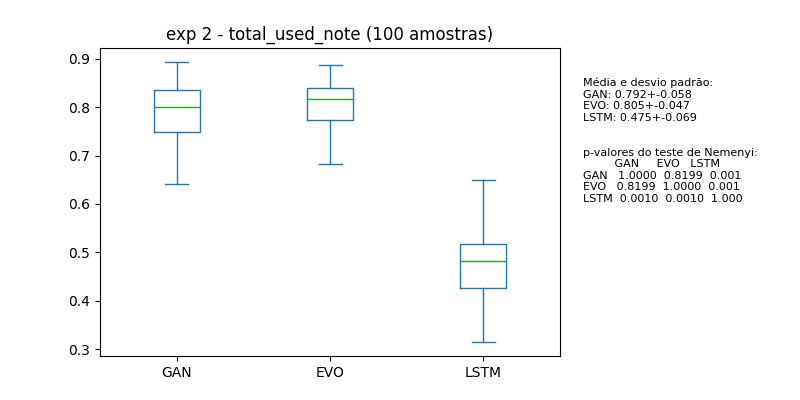 exp 2 - total_used_note (100 amostras)
0.9
0.8
0.7
0.6
0.5
0.4
0.3
GAN EVO LSTM
Média e desvio padrão:
GAN: 0.792+-0.058
EVO: 0.805+-0.047
LSTM: 0.475+-0.069
p-valores do teste de Nemenyi:
GAN EVO LSTM
GAN 1.0000 0.8199 0.001
EVO 0.8199 1.0000 0.001
LSTM 0.0010 0.0010 1.000